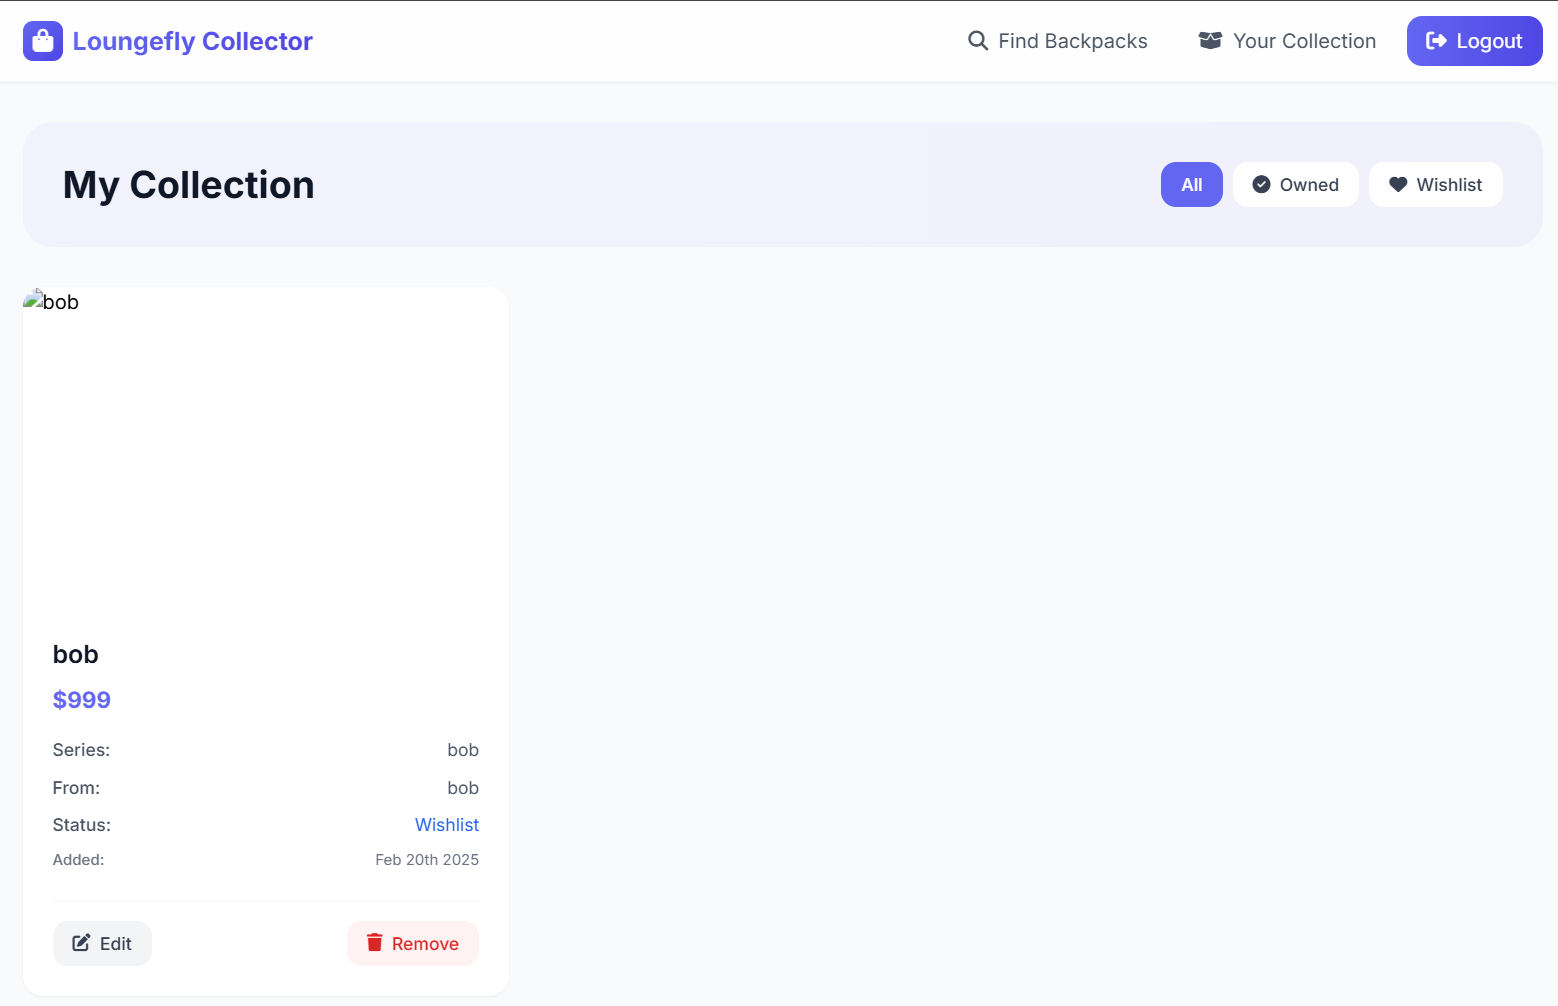 Loungefly Collector
Find Backpacks
Your Collection
Logout
My Collection
All
Owned
Wishlist
bob
bob
$999
Series: bob
From: bob
Status: Wishlist
Added: Feb 20th 2025
Edit
Remove